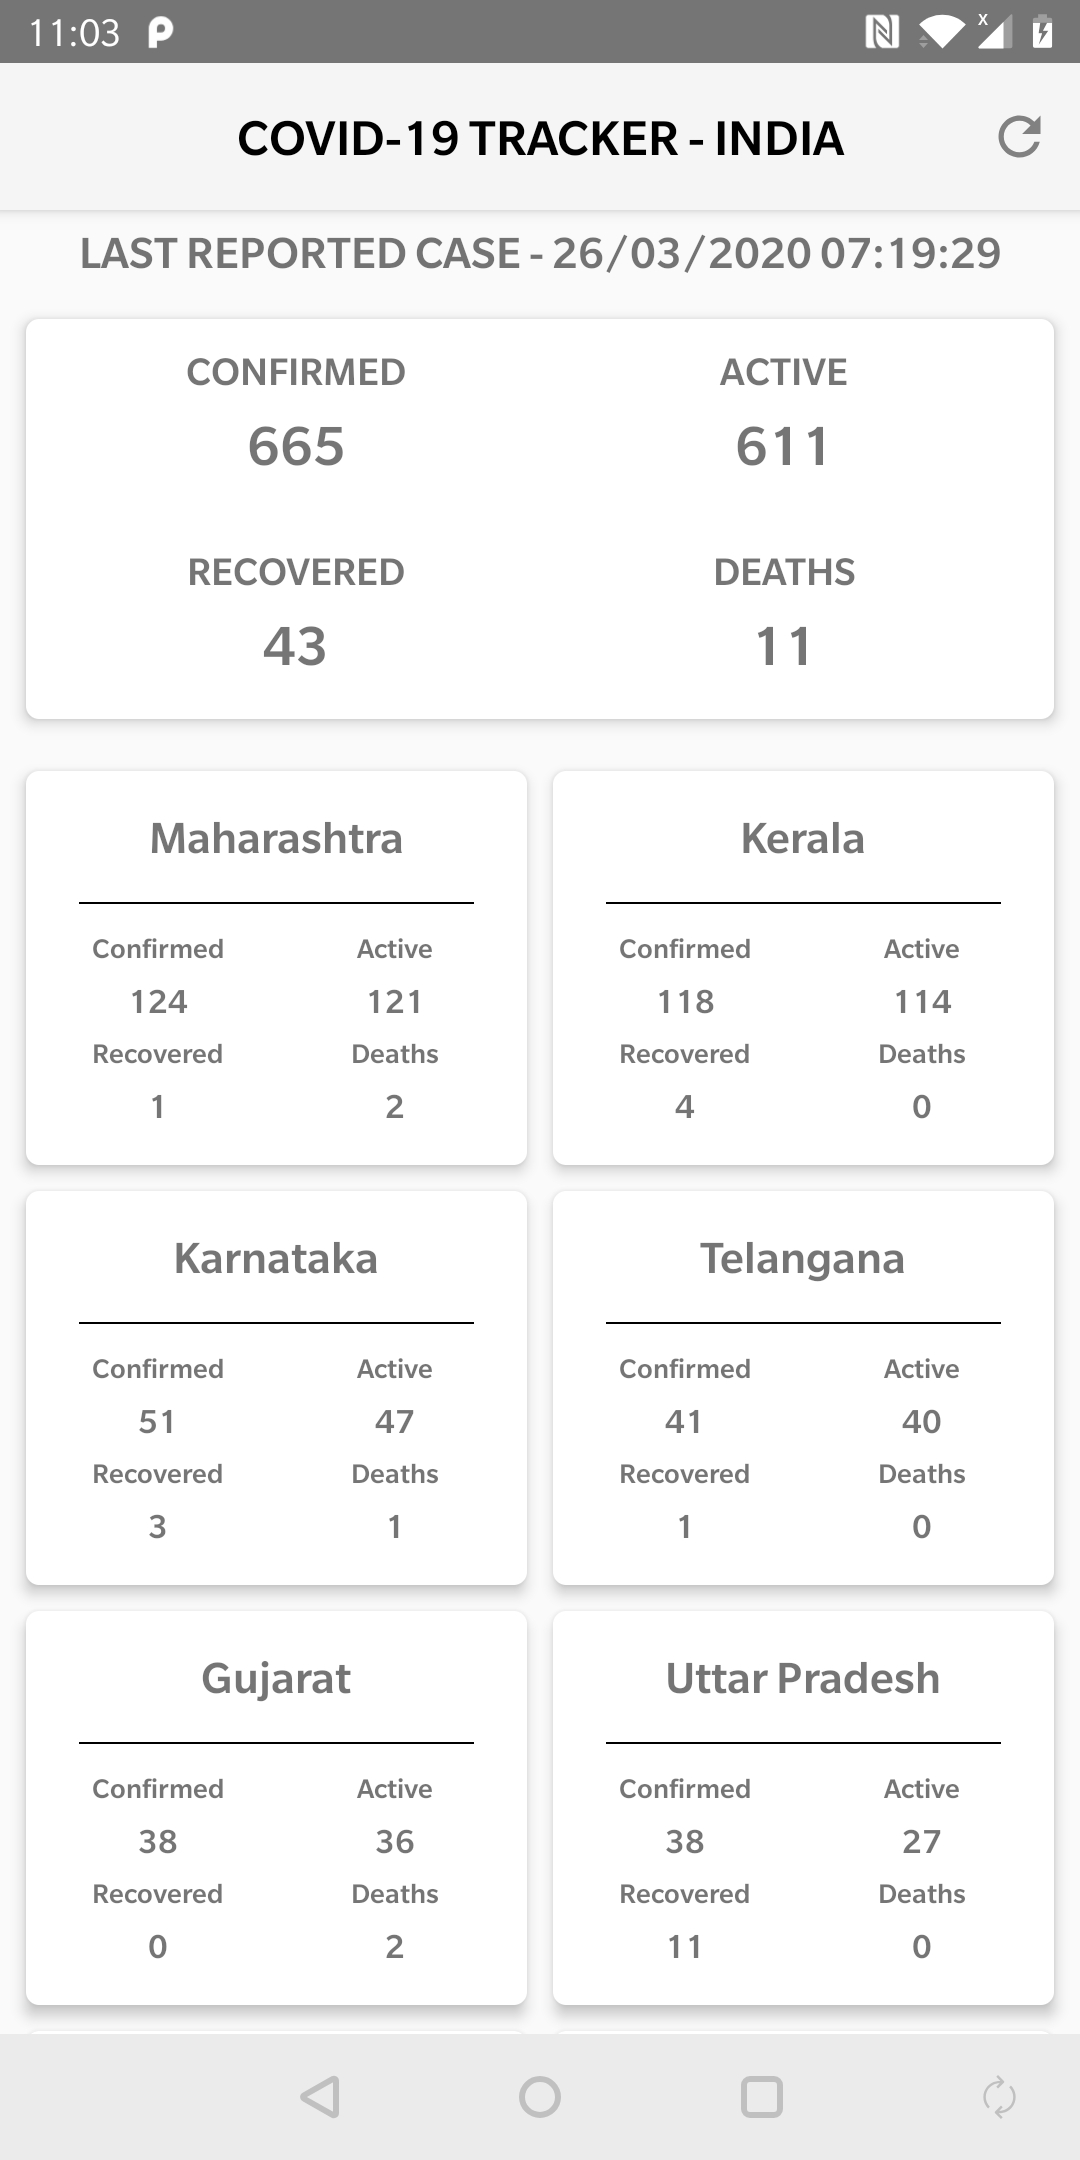 11:03
COVID-19 TRACKER - INDIA
LAST REPORTED CASE - 26/03/2020 07:19:29
CONFIRMED ACTIVE
665 611
RECOVERED DEATHS
43 11
Maharashtra
Confirmed Active
124 121
Recovered Deaths
1 2
Kerala
Confirmed Active
118 114
Recovered Deaths
4 0
Karnataka
Confirmed Active
51 47
Recovered Deaths
3 1
Telangana
Confirmed Active
41 40
Recovered Deaths
1 0
Gujarat
Confirmed Active
38 36
Recovered Deaths
0 2
Uttar Pradesh
Confirmed Active
38 27
Recovered Deaths
11 0